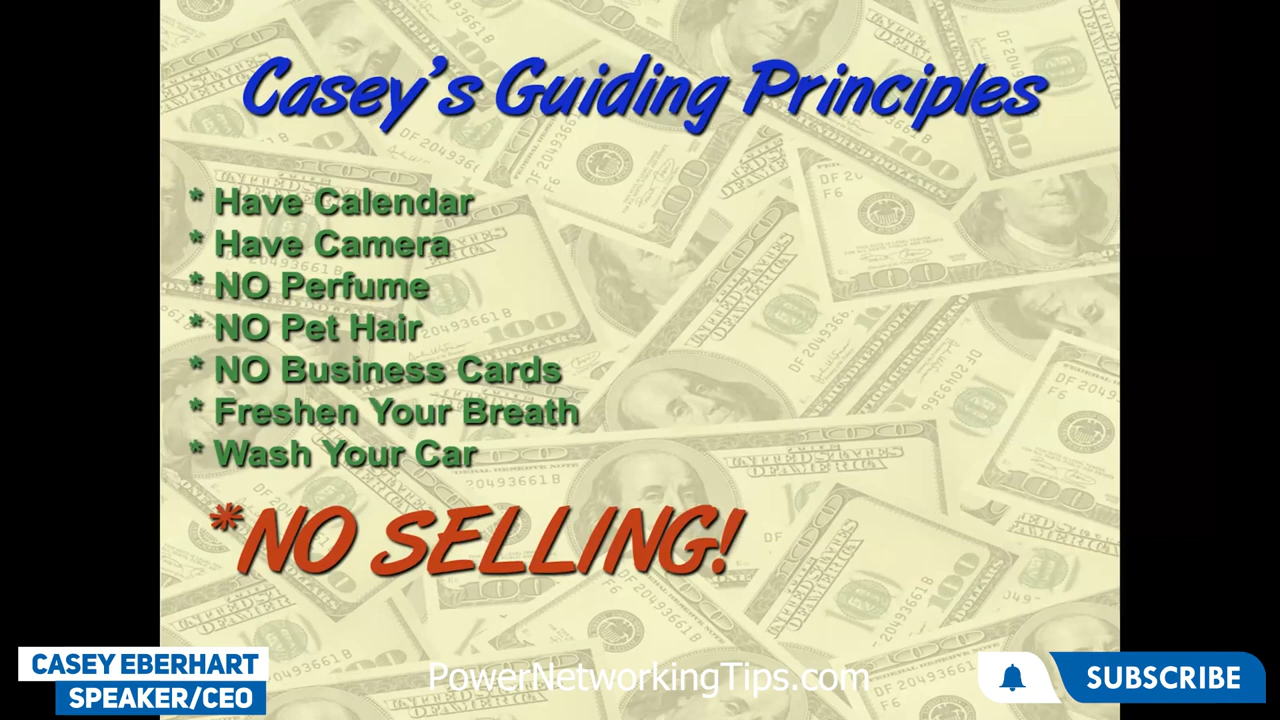 Casey's Guiding Principles
* Have Calendar
* Have Camera
* NO Perfume
* NO Pet Hair
* NO Business Cards
* Freshen Your Breath
* Wash Your Car
*NO SELLING!
CASEY EBERHART
SPEAKER/CEO
PowerNetworkingTips.com
SUBSCRIBE